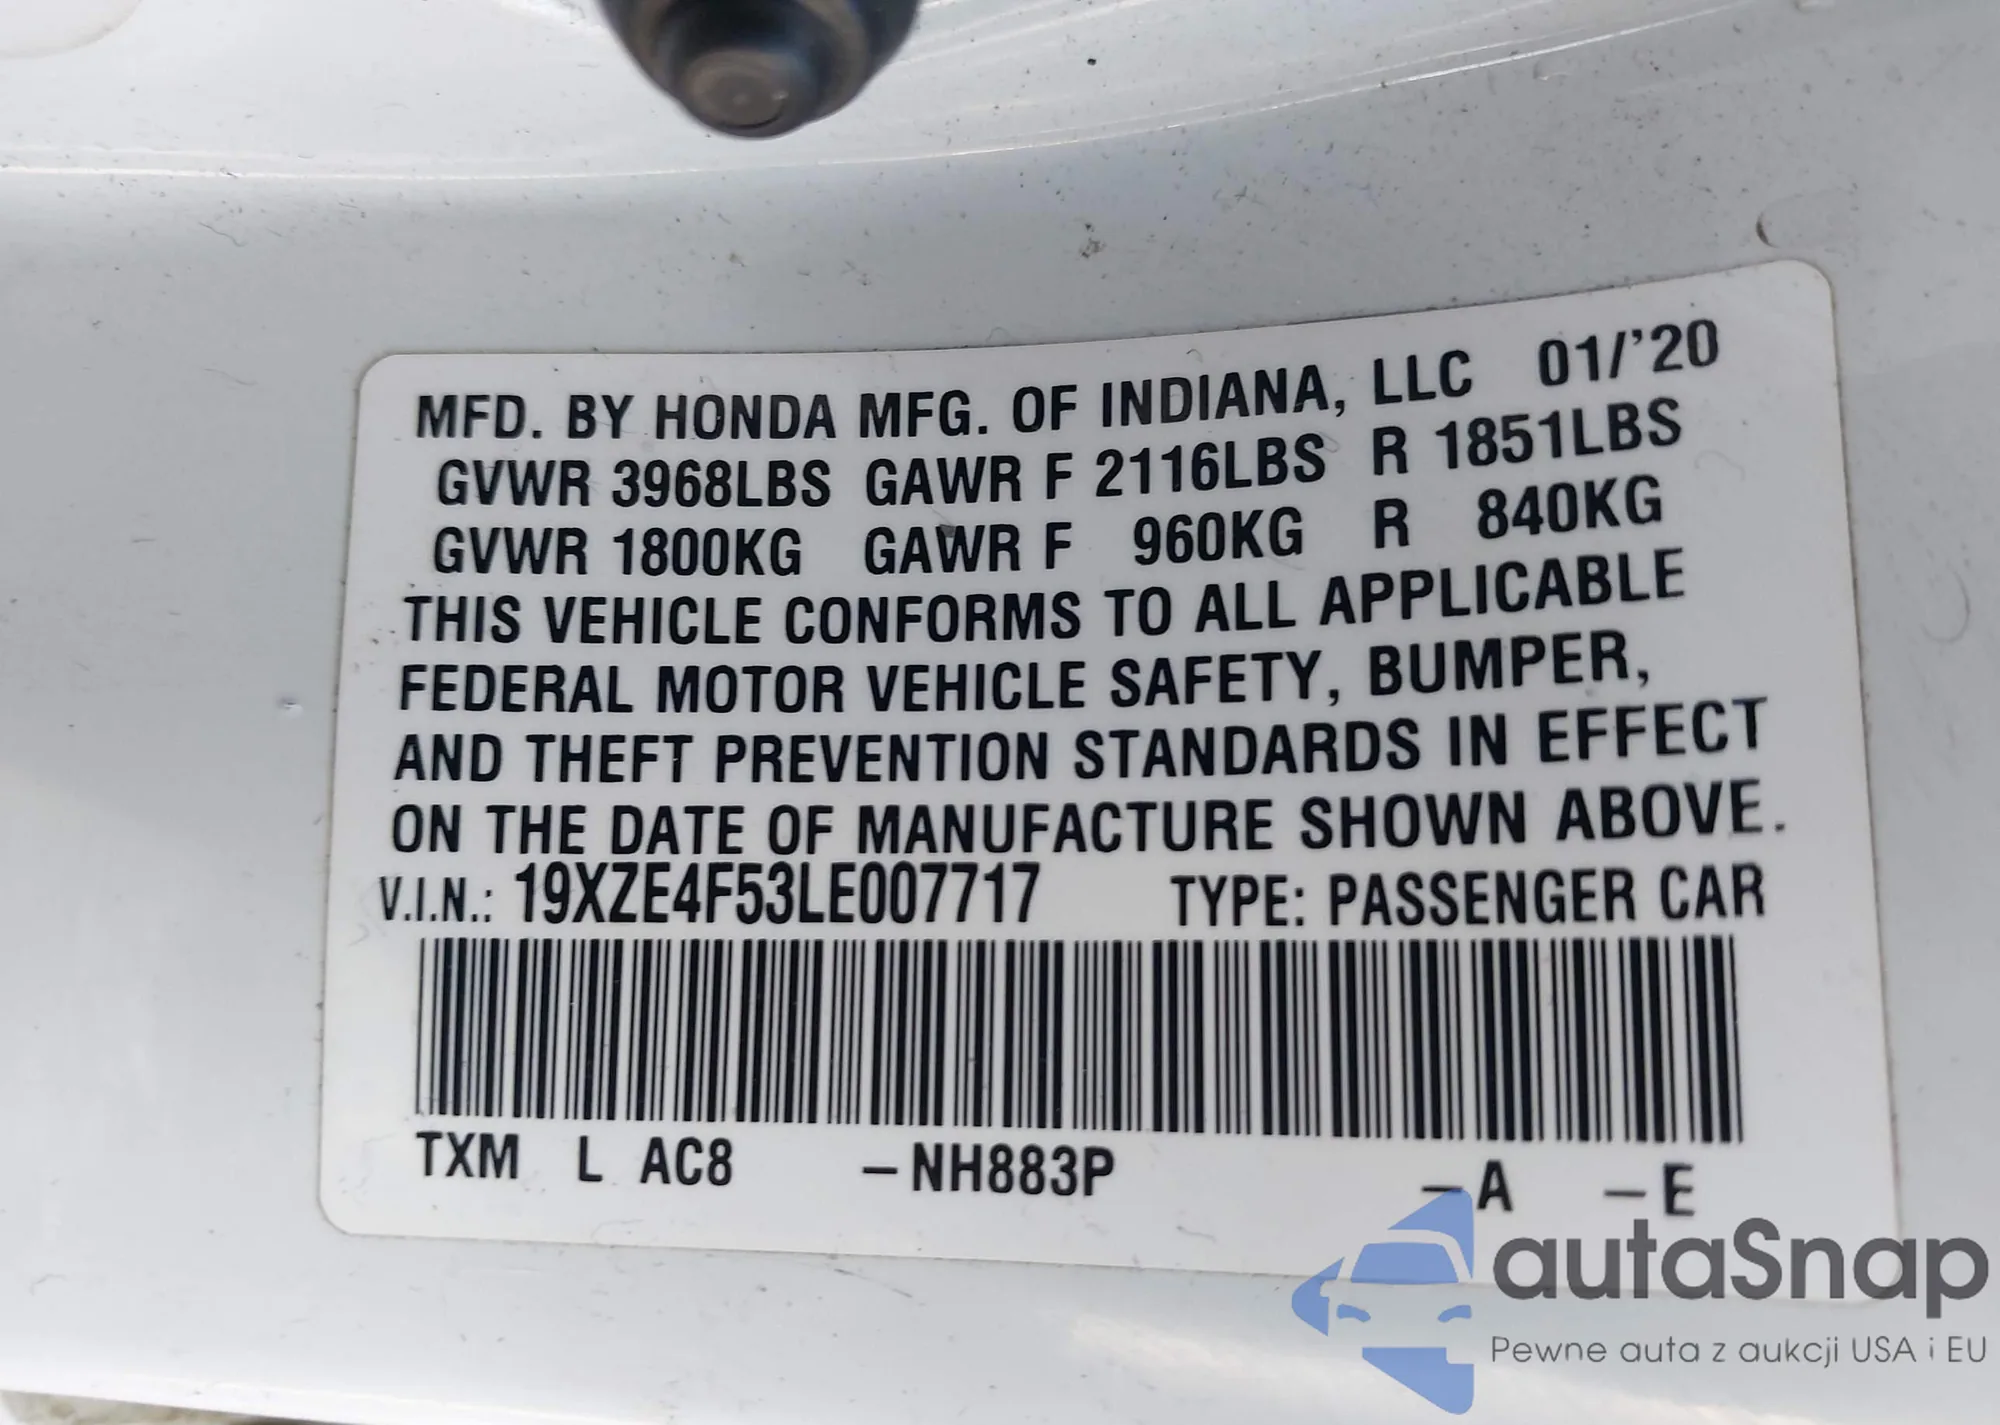 MFD. BY HONDA MFG. OF INDIANA, LLC 01/'20
GVWR 3968LBS GAWR F 2116LBS R 1851LBS
GVWR 1800KG GAWR F 960KG R 840KG
THIS VEHICLE CONFORMS TO ALL APPLICABLE
FEDERAL MOTOR VEHICLE SAFETY, BUMPER,
AND THEFT PREVENTION STANDARDS IN EFFECT
ON THE DATE OF MANUFACTURE SHOWN ABOVE.
V.I.N.: 19XZE4F53LE007717 TYPE: PASSENGER CAR
TXM L AC8 -NH883P -A -E
autaSnap
Pewne auta z aukcji USA i EU